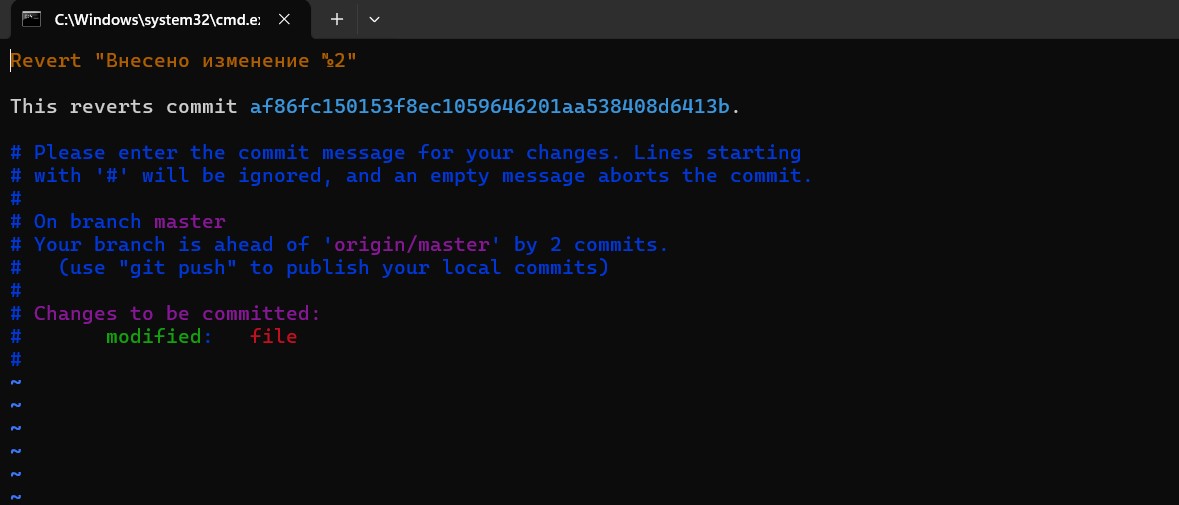 C:\Windows\system32\cmd.e
Revert "Внесено изменение №2"
This reverts commit af86fc150153f8ec1059646201aa538408d6413b.
# Please enter the commit message for your changes. Lines starting
# with '#' will be ignored, and an empty message aborts the commit.
#
# On branch master
# Your branch is ahead of 'origin/master' by 2 commits.
#   (use "git push" to publish your local commits)
#
# Changes to be committed:
#       modified:   file
#
~
~
~
~
~
~